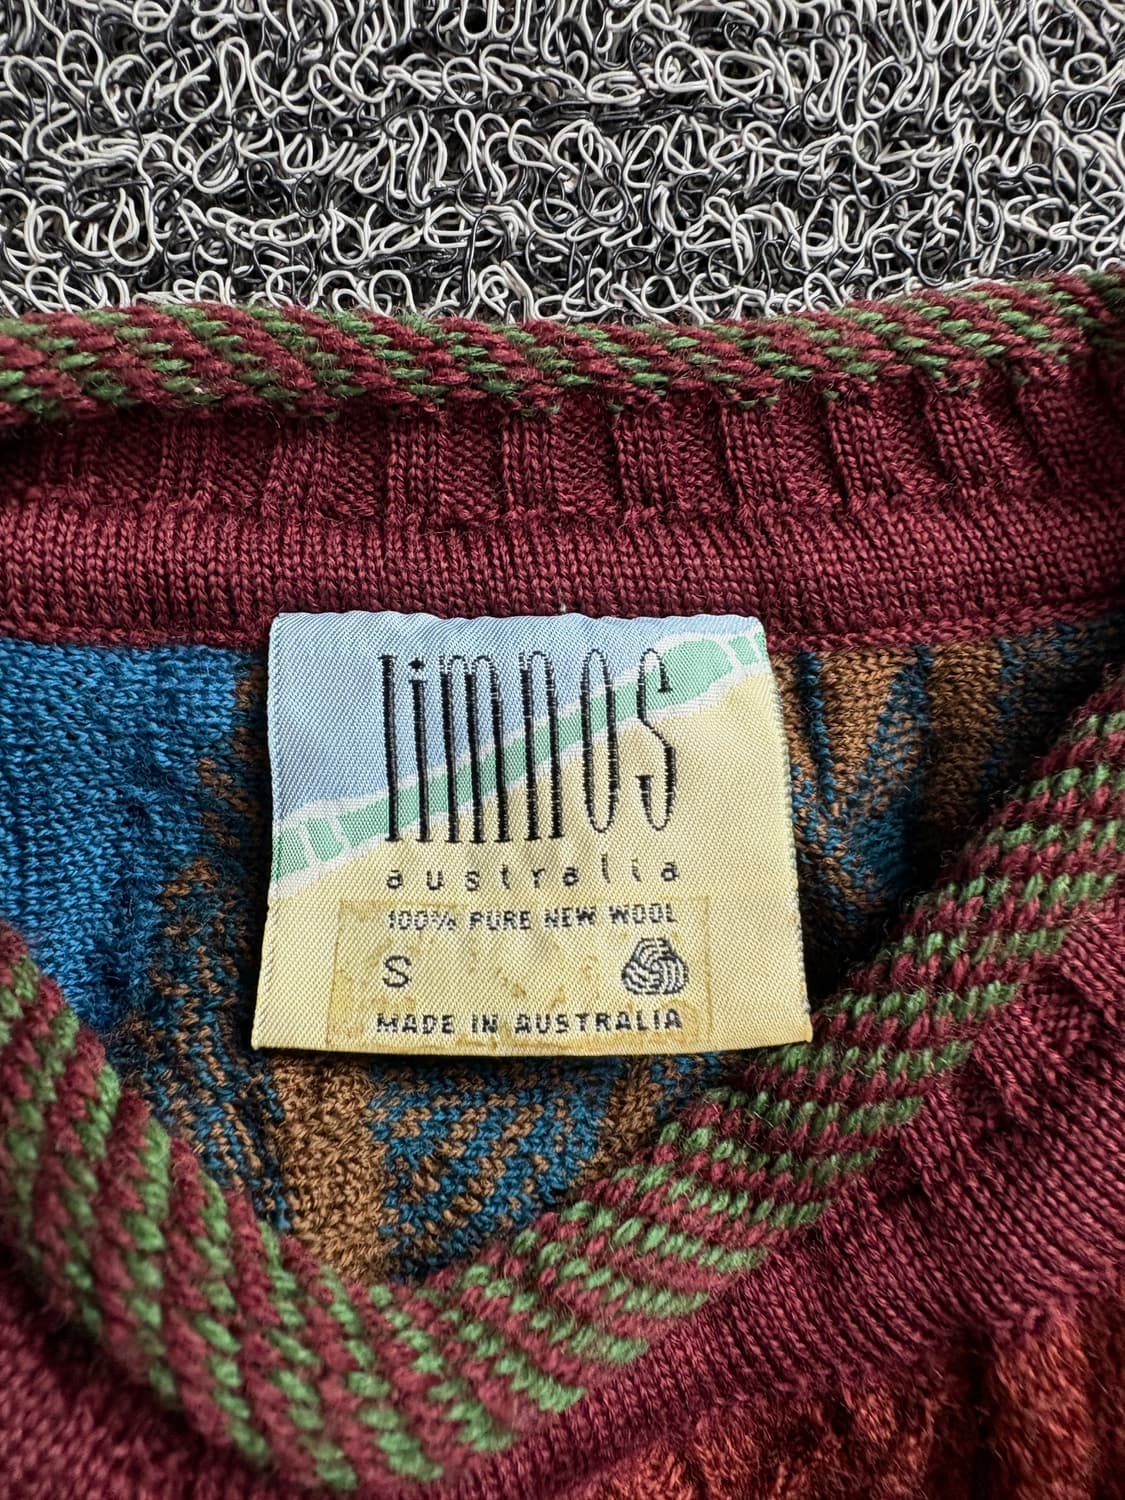 limnos
australia
100% PURE NEW WOOL
S
MADE IN AUSTRALIA